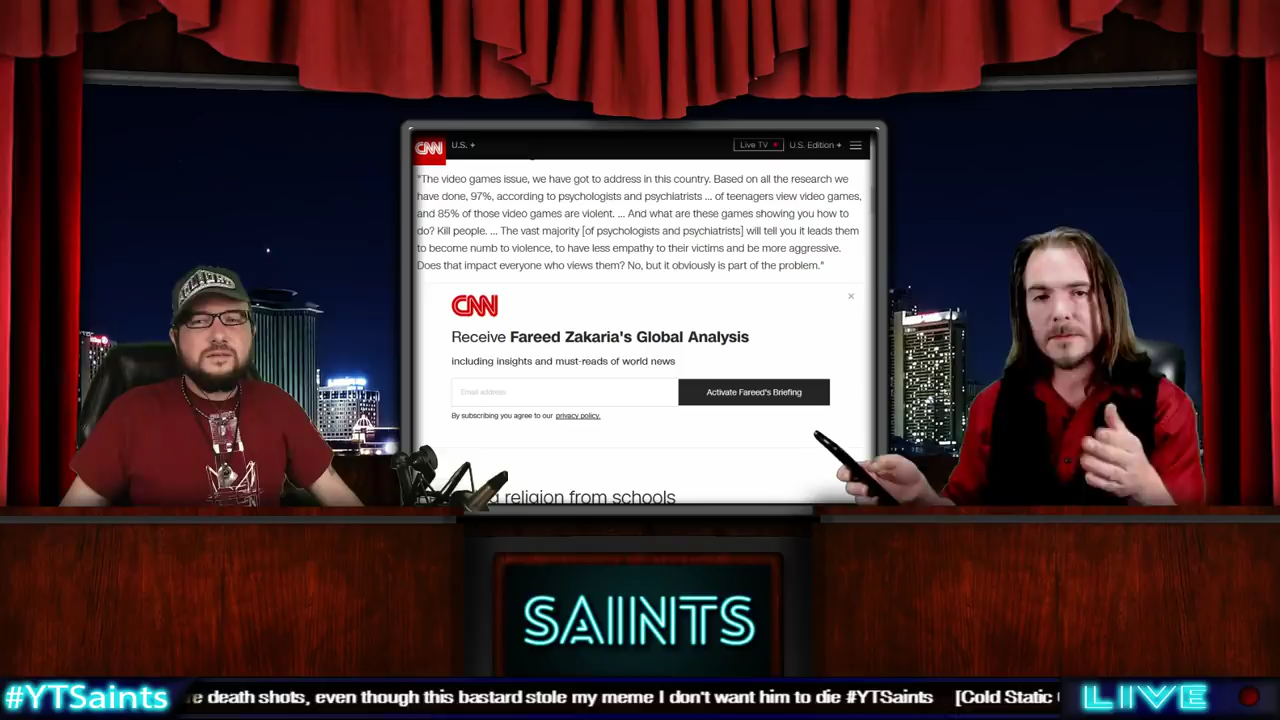 CNN
U.S. +
Live TV
U.S. Edition +
"The video games issue, we have got to address in this country. Based on all the research we
have done, 97%, according to psychologists and psychiatrists ... of teenagers view video games,
and 85% of those video games are violent. ... And what are these games showing you how to
do? Kill people. ... The vast majority [of psychologists and psychiatrists] will tell you it leads them
to become numb to violence, to have less empathy to their victims and be more aggressive.
Does that impact everyone who views them? No, but it obviously is part of the problem."
CNN
Receive Fareed Zakaria's Global Analysis
including insights and must-reads of world news
Email address
Activate Fareed's Briefing
By subscribing you agree to our privacy policy.
religion from schools
SAIINTS
#YTSaints
e death shots, even though this bastard stole my meme I don't want him to die #YTSaints [Cold Static
LIVE